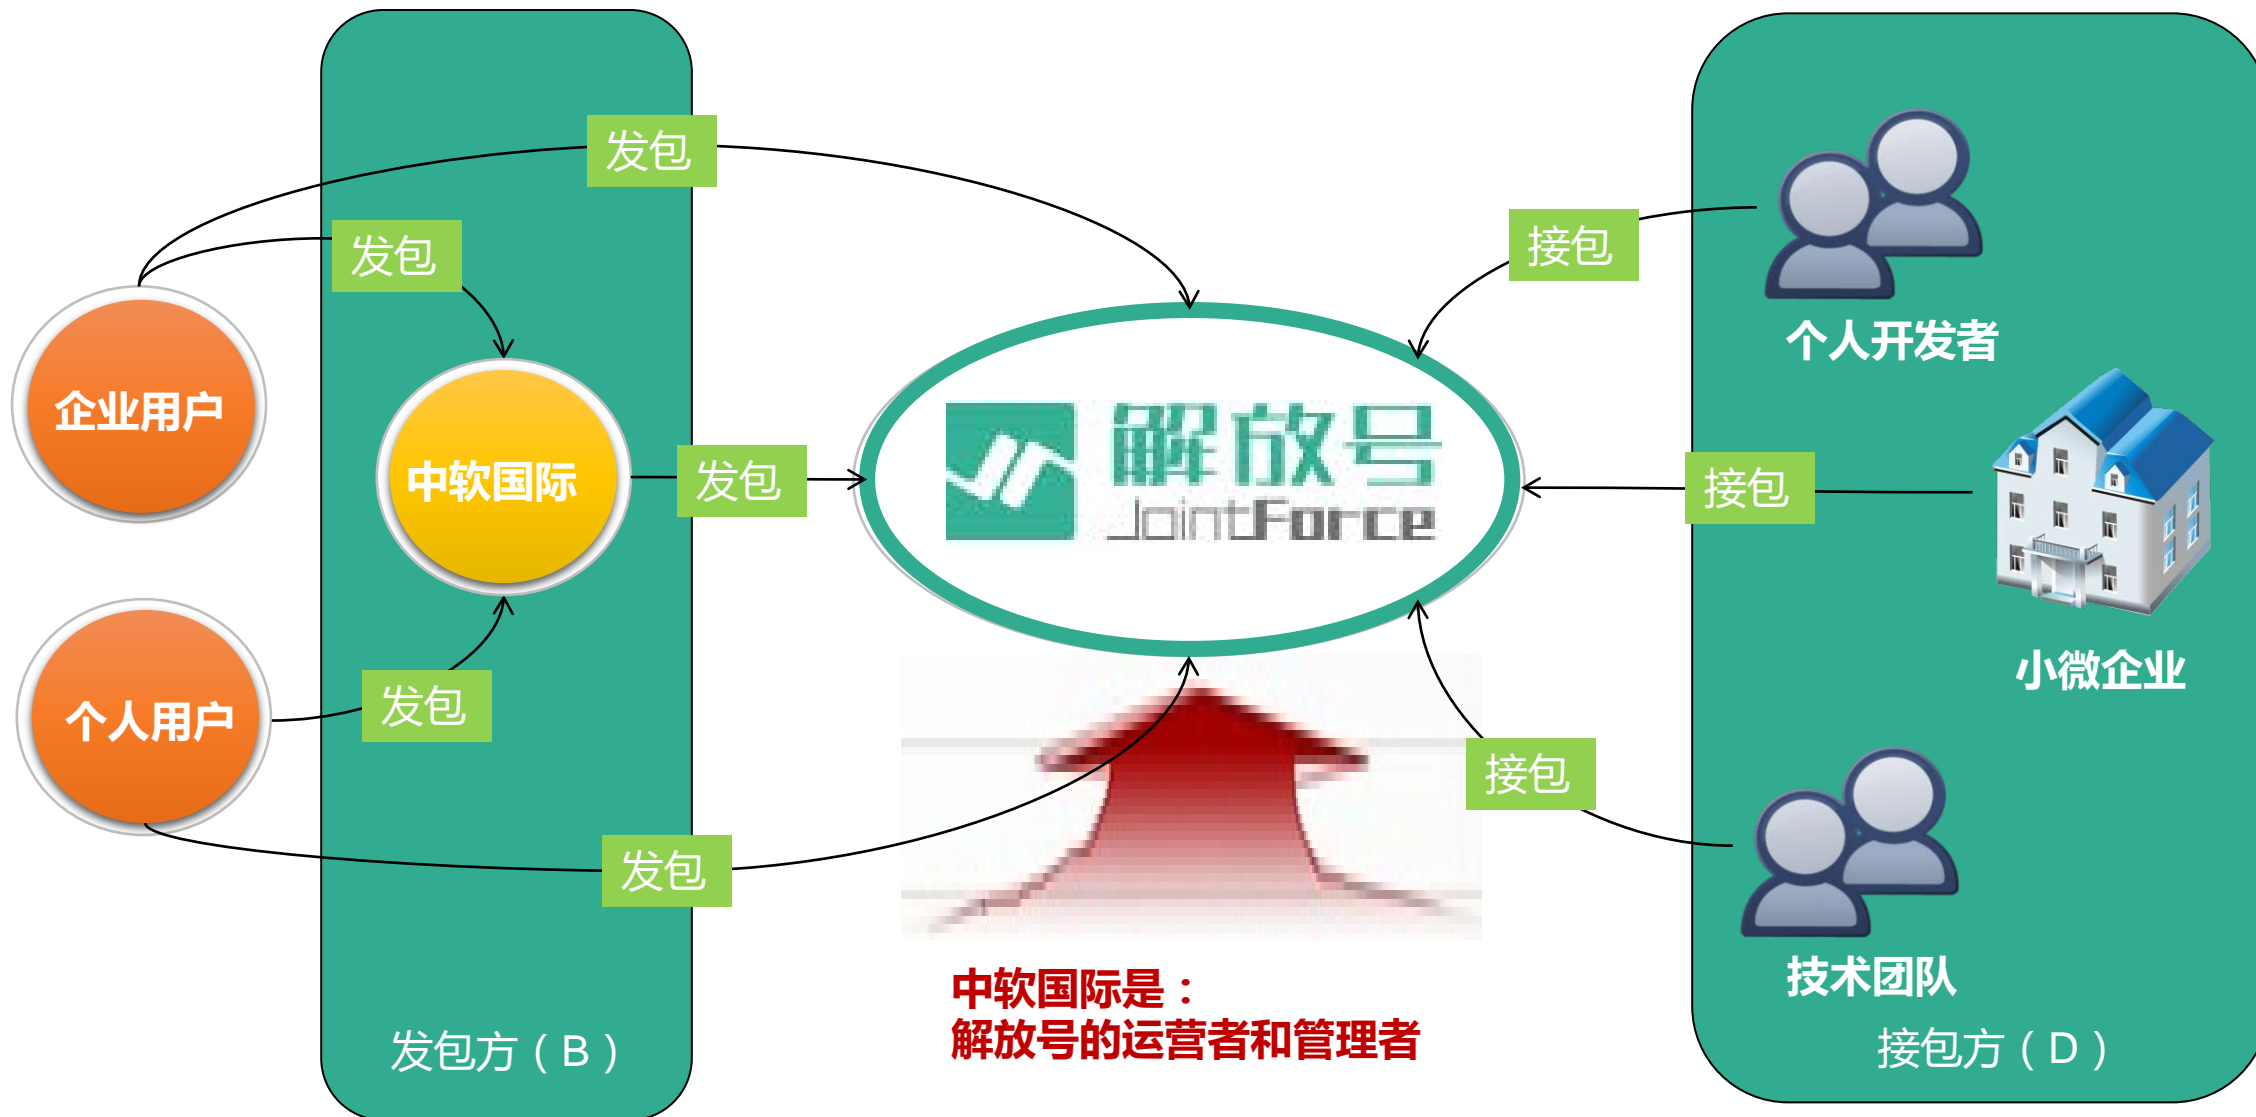 发包
发包
企业用户
中软国际
发包
个人用户
发包
发包
发包方（B）
解放号
JointForce
中软国际是：
解放号的运营者和管理者
接包
个人开发者
接包
小微企业
接包
技术团队
接包方（D）